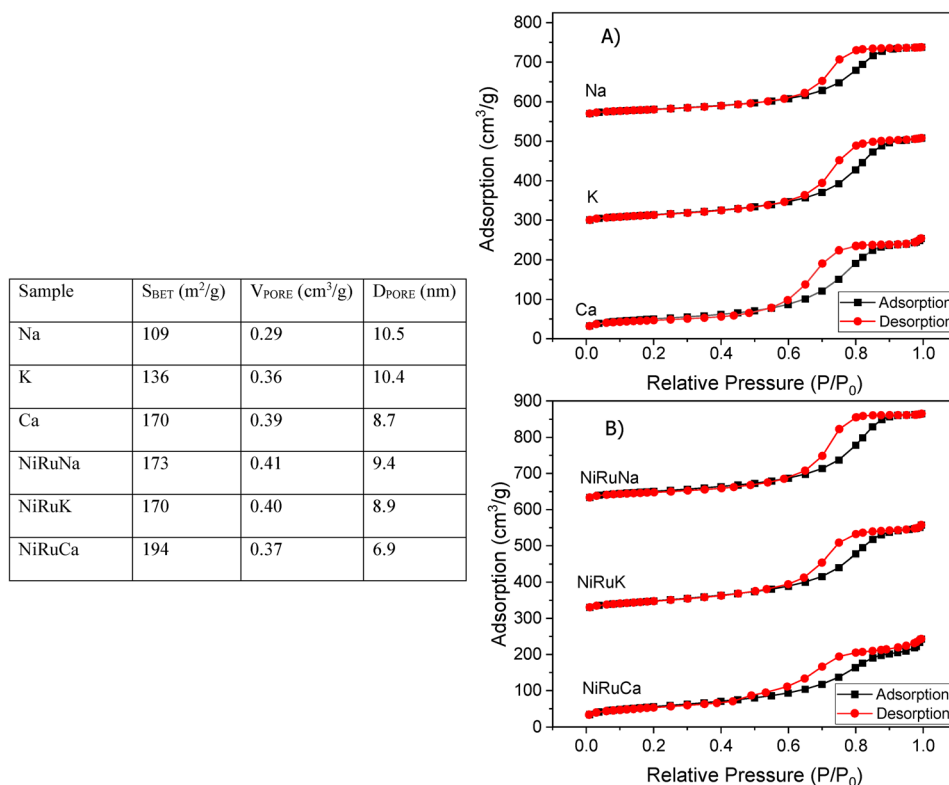 Sample S_BET (m²/g) V_PORE (cm³/g) D_PORE (nm)
Na 109 0.29 10.5
K 136 0.36 10.4
Ca 170 0.39 8.7
NiRuNa 173 0.41 9.4
NiRuK 170 0.40 8.9
NiRuCa 194 0.37 6.9
A)
Adsorption (cm³/g)
800
700
600
500
400
300
200
100
0
Na
K
Ca
Adsorption
Desorption
0.0 0.2 0.4 0.6 0.8 1.0
Relative Pressure (P/P₀)
B)
Adsorption (cm³/g)
900
800
700
600
500
400
300
200
100
0
NiRuNa
NiRuK
NiRuCa
Adsorption
Desorption
0.0 0.2 0.4 0.6 0.8 1.0
Relative Pressure (P/P₀)